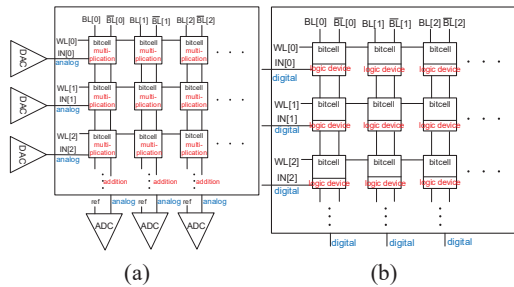 BL[0] B̅L̅[0] BL[1] B̅L̅[1] BL[2] B̅L̅[2]
DAC
WL[0]
IN[0]
analog
bitcell multi-plication
bitcell multi-plication
bitcell multi-plication
. . .
DAC
WL[1]
IN[1]
analog
bitcell multi-plication
bitcell multi-plication
bitcell multi-plication
. . .
DAC
WL[2]
IN[2]
analog
bitcell multi-plication
bitcell multi-plication
bitcell multi-plication
. . .
addition addition addition
ref analog ref analog ref analog
ADC ADC ADC
(a)
BL[0] B̅L̅[0] BL[1] B̅L̅[1] BL[2] B̅L̅[2]
WL[0] bitcell bitcell bitcell
IN[0] logic device logic device logic device . . .
digital
WL[1] bitcell bitcell bitcell
IN[1] logic device logic device logic device . . .
digital
WL[2] bitcell bitcell bitcell
IN[2] logic device logic device logic device . . .
digital
digital digital digital
(b)